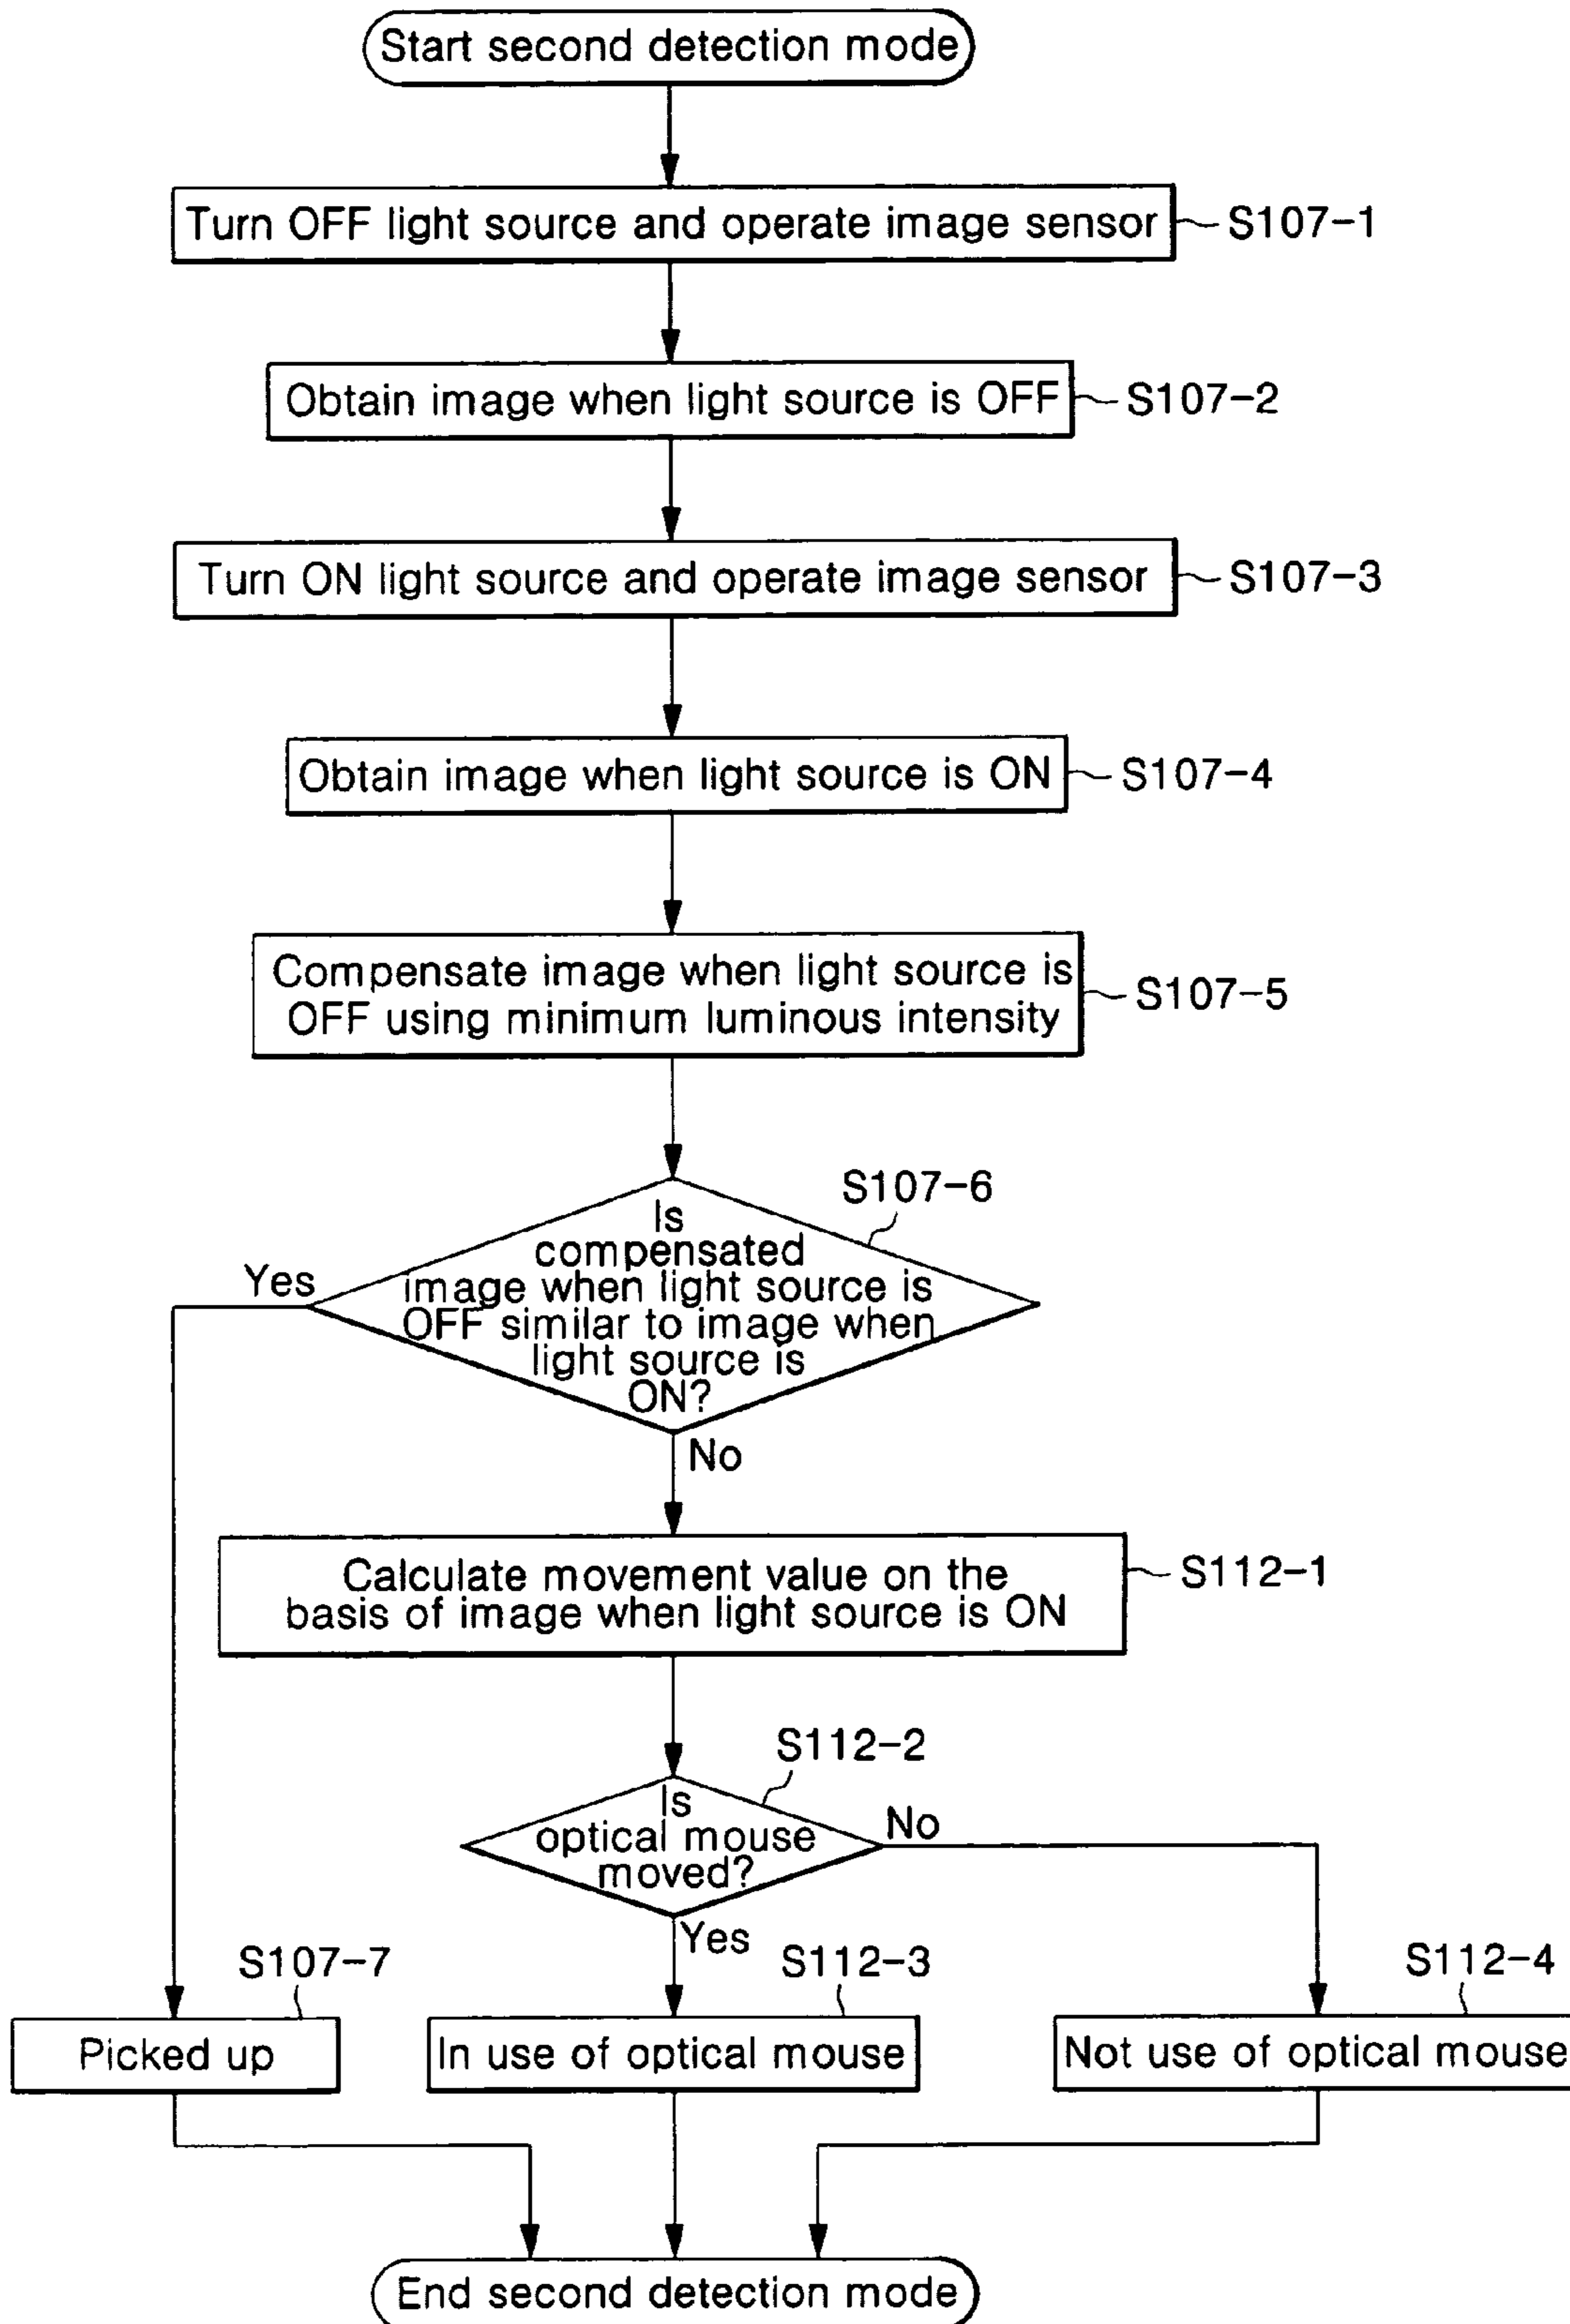 Start second detection mode
Turn OFF light source and operate image sensor
S107-1
Obtain image when light source is OFF
S107-2
Turn ON light source and operate image sensor
S107-3
Obtain image when light source is ON
S107-4
Compensate image when light source is
OFF using minimum luminous intensity
S107-5
S107-6
Is
compensated
image when light source is
OFF similar to image when
light source is
ON?
Yes
No
Calculate movement value on the
basis of image when light source is ON
S112-1
S112-2
Is
optical mouse
moved?
No
Yes
S107-7
S112-3
S112-4
Picked up
In use of optical mouse
Not use of optical mouse
End second detection mode